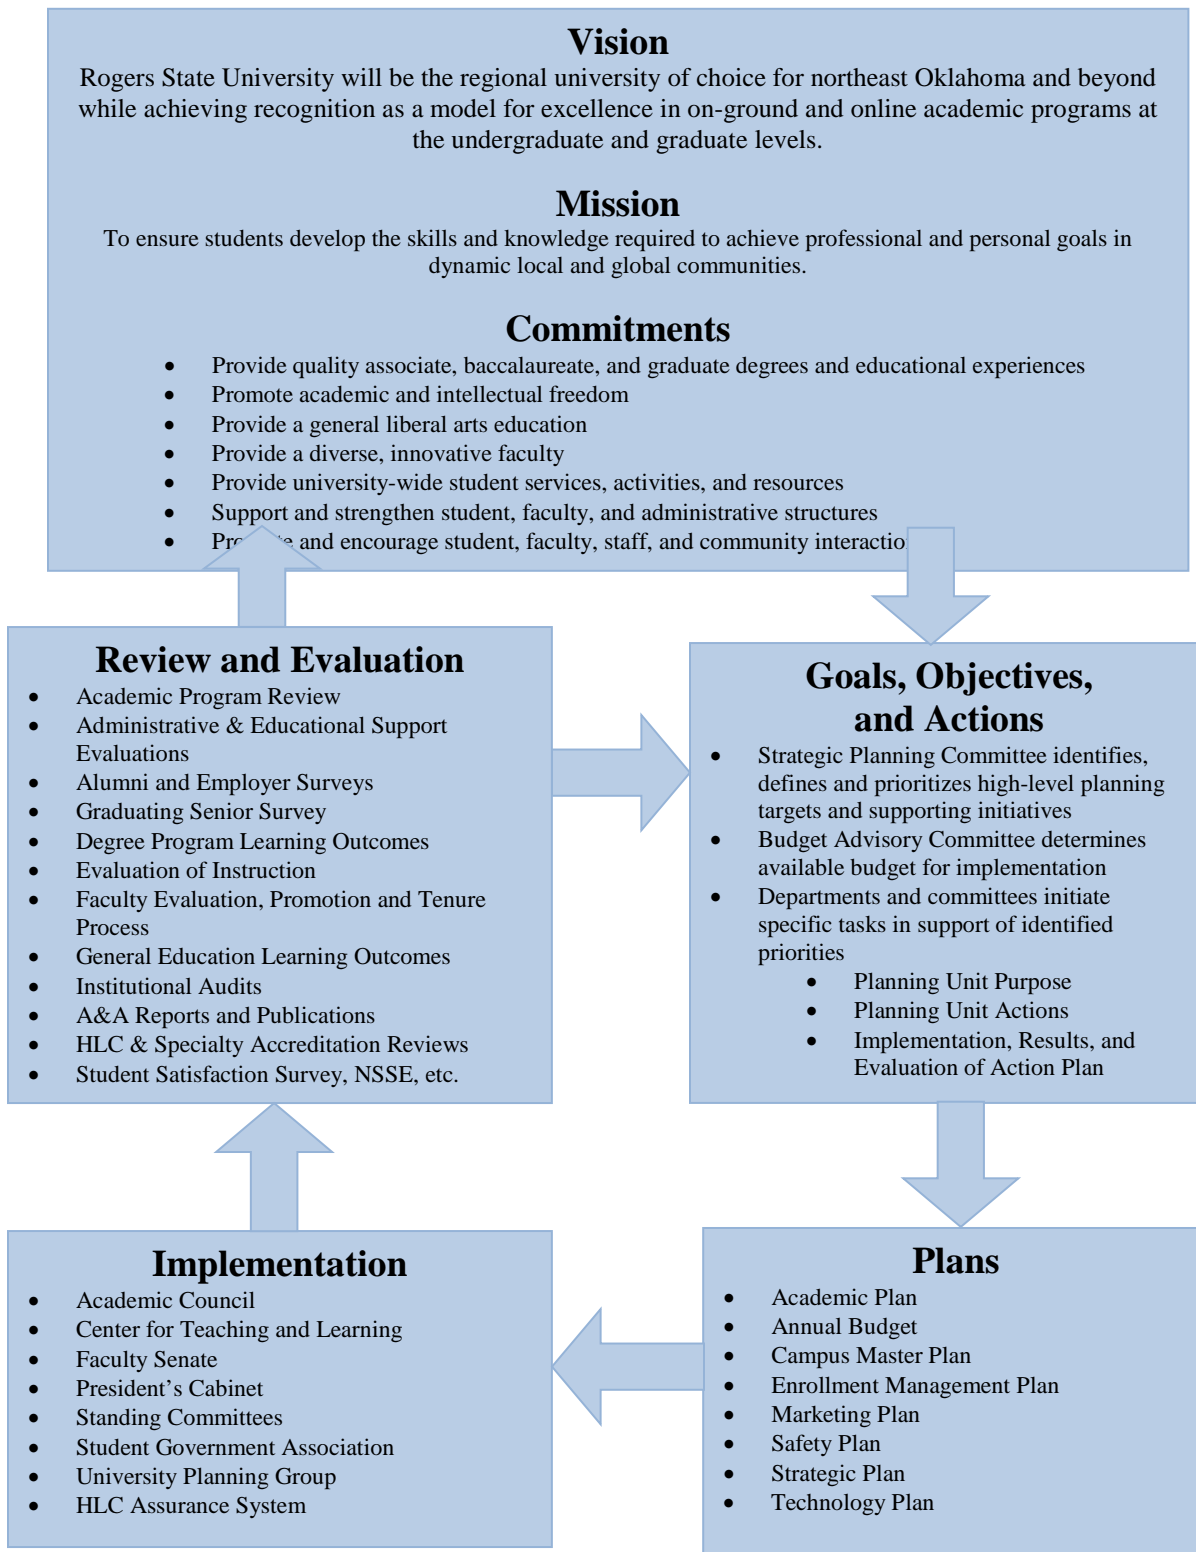 Vision
Rogers State University will be the regional university of choice for northeast Oklahoma and beyond
while achieving recognition as a model for excellence in on-ground and online academic programs at
the undergraduate and graduate levels.
Mission
To ensure students develop the skills and knowledge required to achieve professional and personal goals in
dynamic local and global communities.
Commitments
• Provide quality associate, baccalaureate, and graduate degrees and educational experiences
• Promote academic and intellectual freedom
• Provide a general liberal arts education
• Provide a diverse, innovative faculty
• Provide university-wide student services, activities, and resources
• Support and strengthen student, faculty, and administrative structures
• and encourage student, faculty, staff, and community
Review and Evaluation
• Academic Program Review
• Administrative & Educational Support
Evaluations
• Alumni and Employer Surveys
• Graduating Senior Survey
• Degree Program Learning Outcomes
• Evaluation of Instruction
• Faculty Evaluation, Promotion and Tenure
Process
• General Education Learning Outcomes
• Institutional Audits
• A&A Reports and Publications
• HLC & Specialty Accreditation Reviews
• Student Satisfaction Survey, NSSE, etc.
Goals, Objectives,
and Actions
• Strategic Planning Committee identifies,
defines and prioritizes high-level planning
targets and supporting initiatives
• Budget Advisory Committee determines
available budget for implementation
• Departments and committees initiate
specific tasks in support of identified
priorities
• Planning Unit Purpose
• Planning Unit Actions
• Implementation, Results, and
Evaluation of Action Plan
Implementation
• Academic Council
• Center for Teaching and Learning
• Faculty Senate
• President’s Cabinet
• Standing Committees
• Student Government Association
• University Planning Group
• HLC Assurance System
Plans
• Academic Plan
• Annual Budget
• Campus Master Plan
• Enrollment Management Plan
• Marketing Plan
• Safety Plan
• Strategic Plan
• Technology Plan